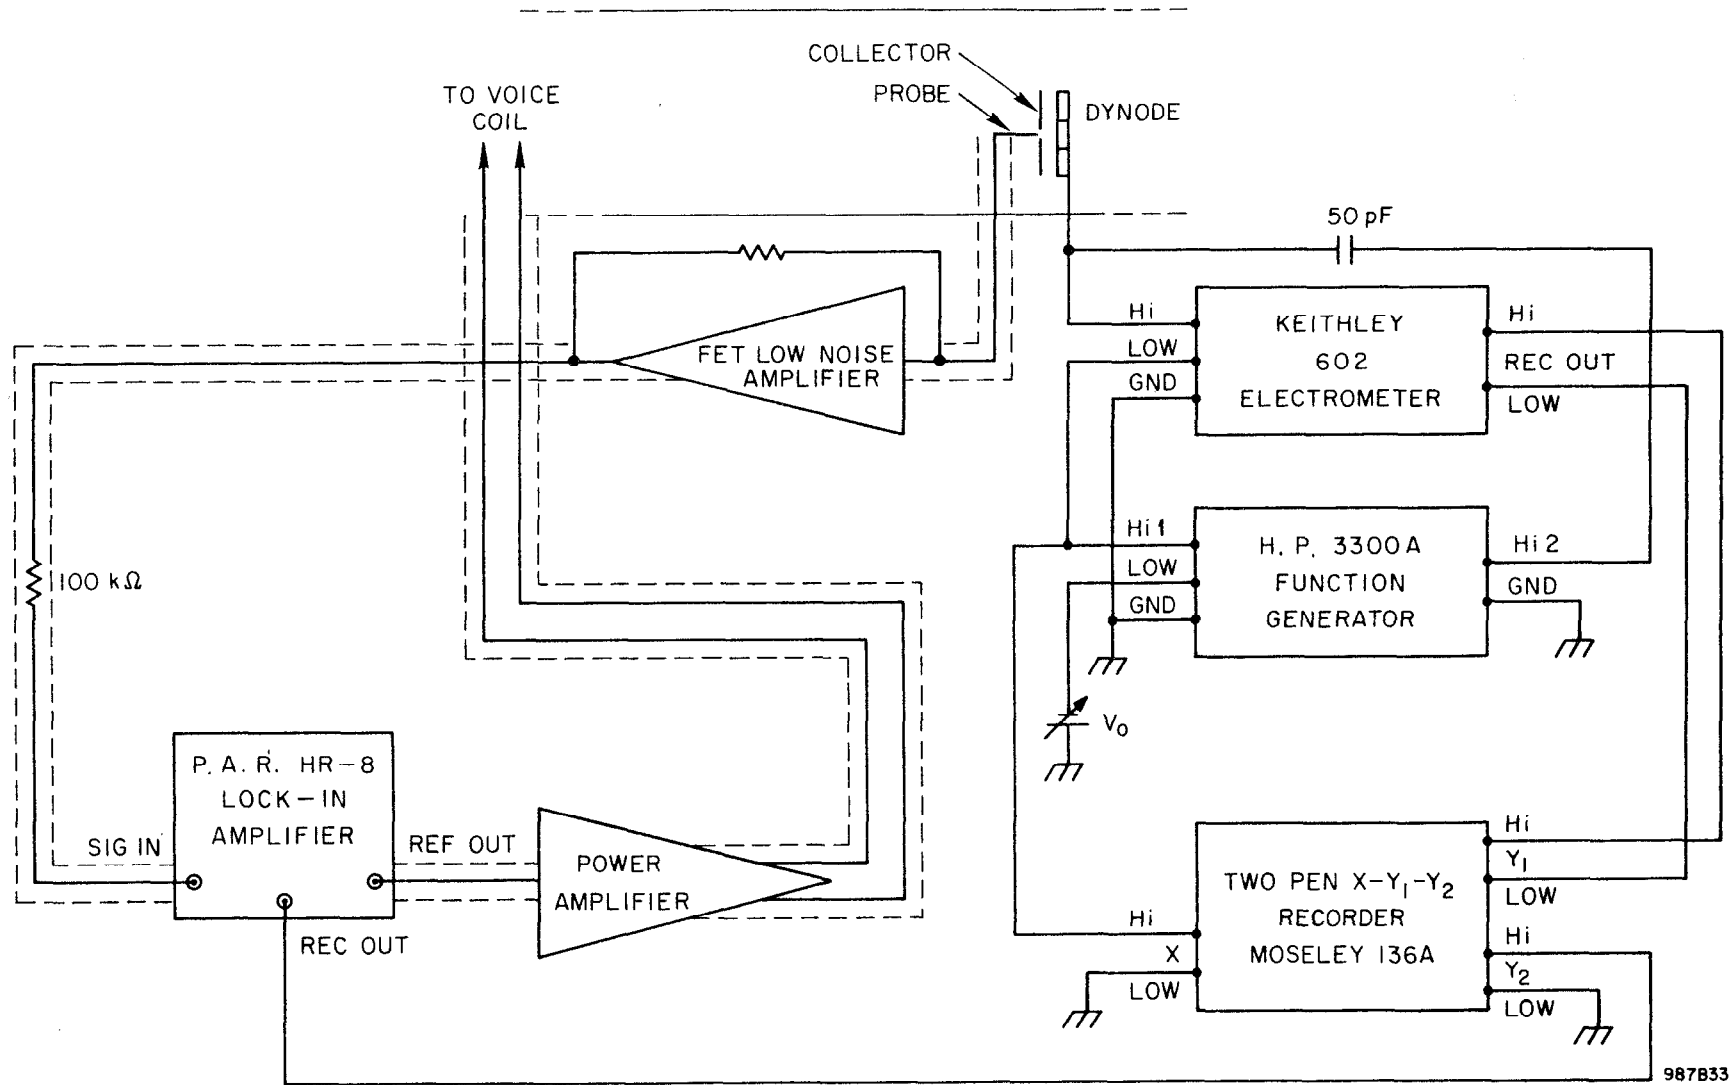 COLLECTOR
PROBE
DYNODE
TO VOICE
COIL
50 pF
FET LOW NOISE
AMPLIFIER
Hi
LOW
GND
KEITHLEY
602
ELECTROMETER
Hi
REC OUT
LOW
100 kΩ
Hi 1
LOW
GND
H. P. 3300A
FUNCTION
GENERATOR
Hi 2
GND
V₀
P. A. R. HR-8
LOCK-IN
AMPLIFIER
SIG IN
REF OUT
REC OUT
POWER
AMPLIFIER
Hi
X
LOW
TWO PEN X-Y₁-Y₂
RECORDER
MOSELEY 136A
Hi
Y₁
LOW
Hi
Y₂
LOW
987B33